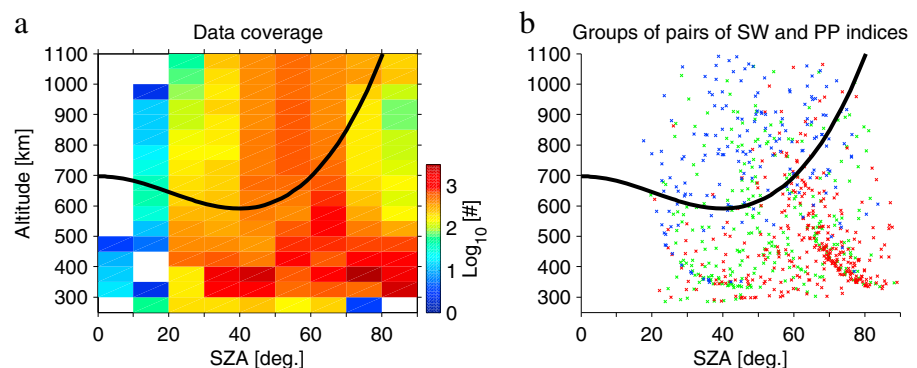 a
Data coverage
1100
1000
900
800
700
600
500
400
300
Altitude [km]
0 20 40 60 80
SZA [deg.]
3
2
1
0
Log10 [#]
b
Groups of pairs of SW and PP indices
1100
1000
900
800
700
600
500
400
300
0 20 40 60 80
SZA [deg.]